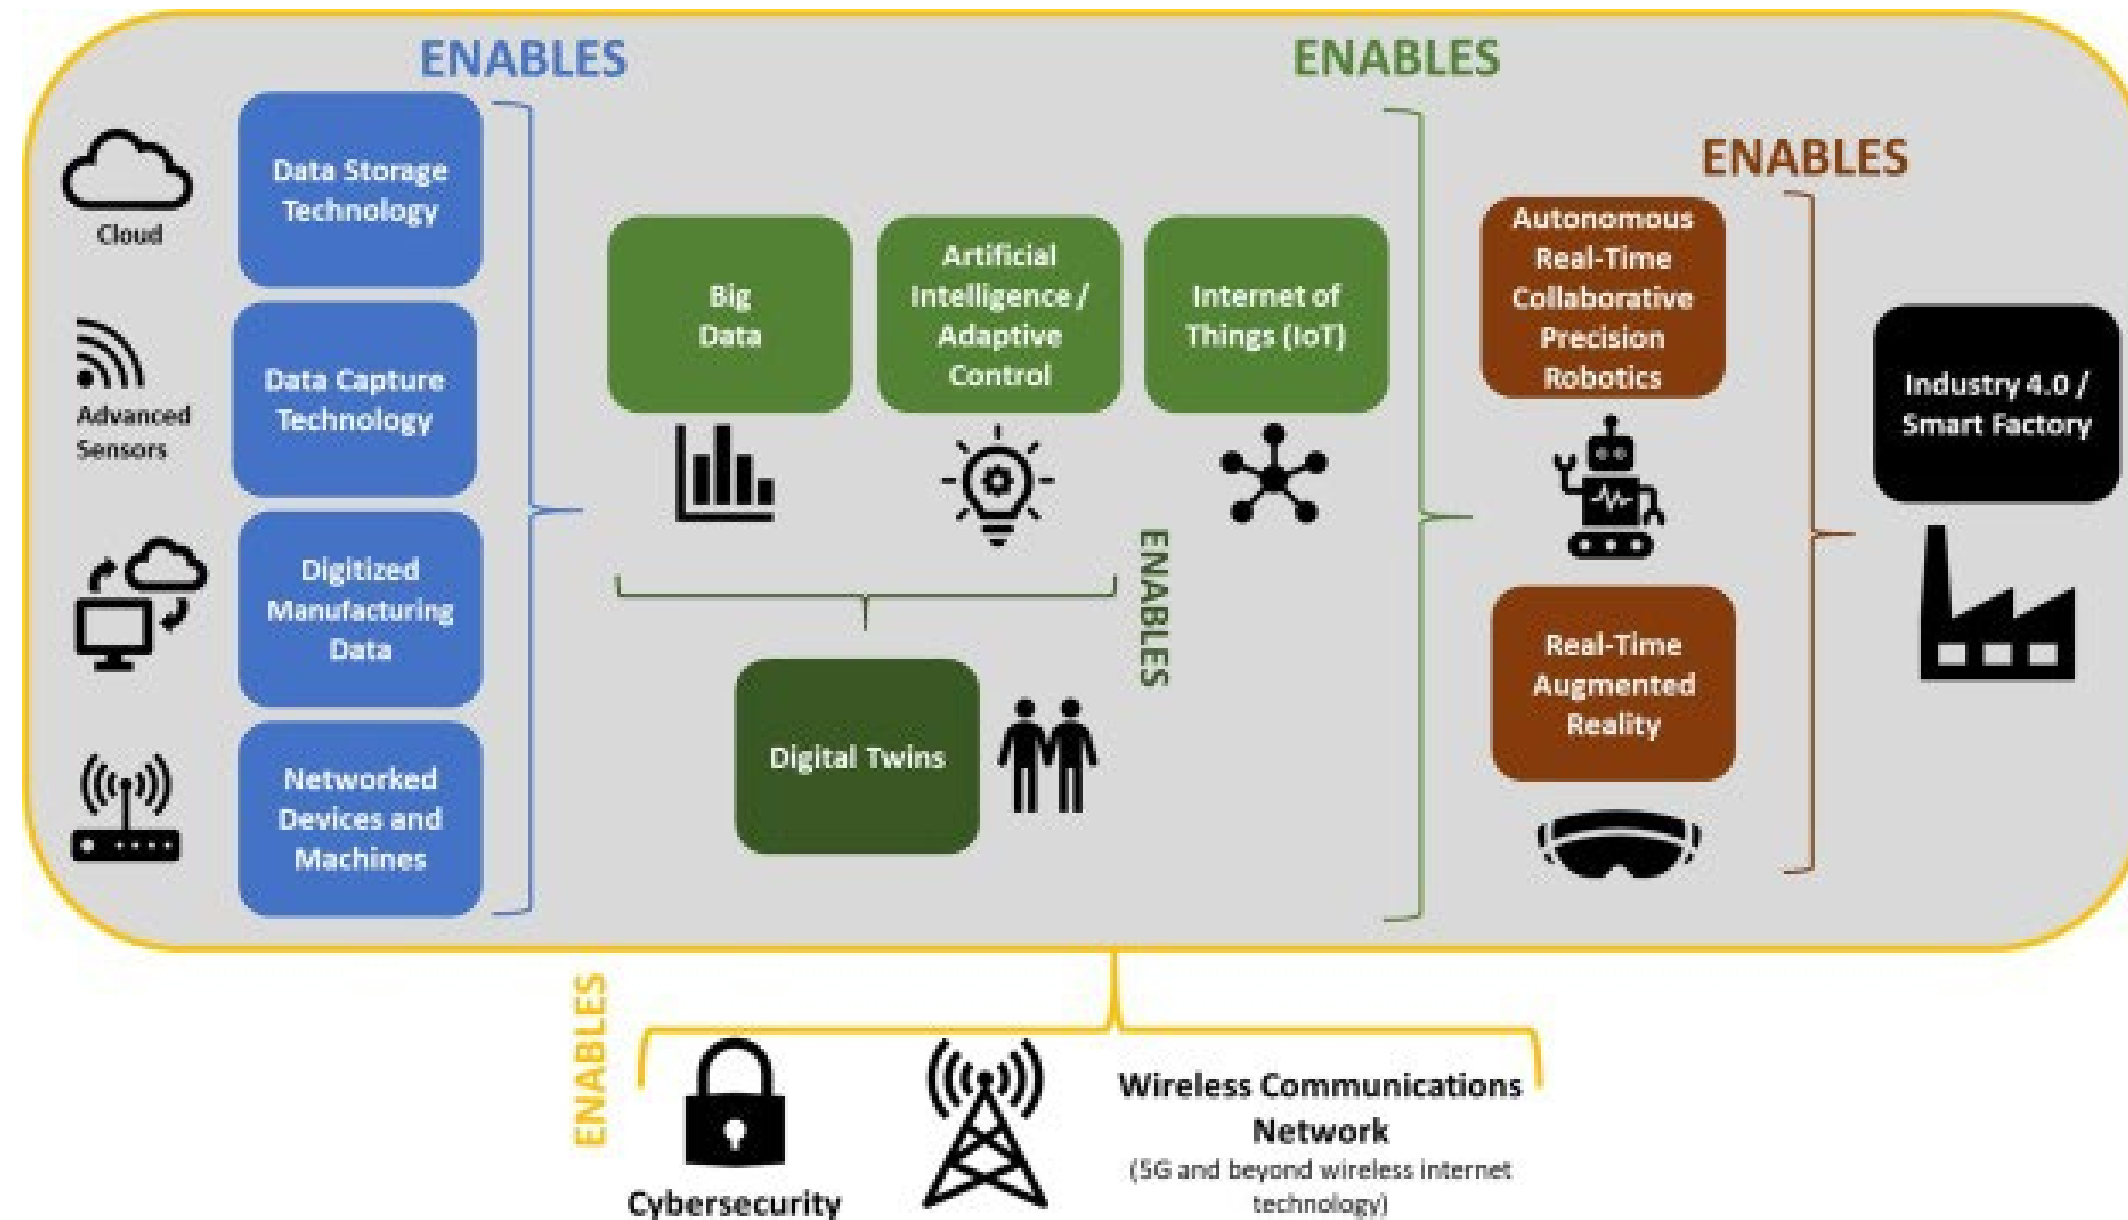 ENABLES
ENABLES
ENABLES
Cloud
Data Storage
Technology
Advanced
Sensors
Data Capture
Technology
Digitized
Manufacturing
Data
Networked
Devices and
Machines
Big
Data
Artificial
Intelligence /
Adaptive
Control
Internet of
Things (IoT)
ENABLES
Digital Twins
Autonomous
Real-Time
Collaborative
Precision
Robotics
Real-Time
Augmented
Reality
Industry 4.0 /
Smart Factory
ENABLES
Cybersecurity
Wireless Communications
Network
(5G and beyond wireless internet
technology)